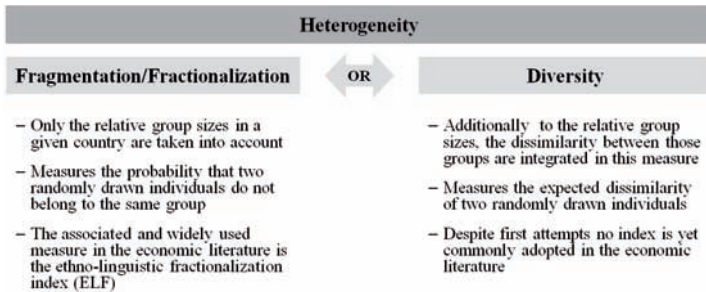 Heterogeneity
Fragmentation/Fractionalization
OR
Diversity
– Only the relative group sizes in a
given country are taken into account
– Measures the probability that two
randomly drawn individuals do not
belong to the same group
– The associated and widely used
measure in the economic literature is
the ethno-linguistic fractionalization
index (ELF)
– Additionally to the relative group
sizes, the dissimilarity between those
groups are integrated in this measure
– Measures the expected dissimilarity
of two randomly drawn individuals
– Despite first attempts no index is yet
commonly adopted in the economic
literature